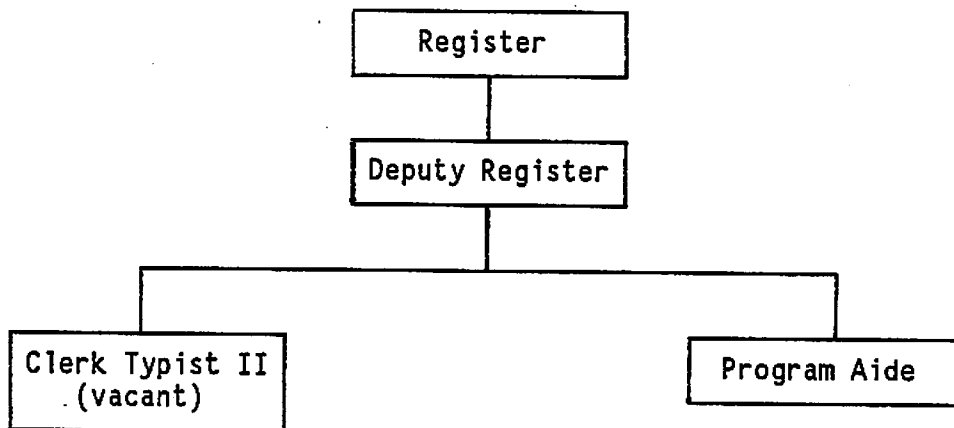 Register
Deputy Register
Clerk Typist II
(vacant)
Program Aide